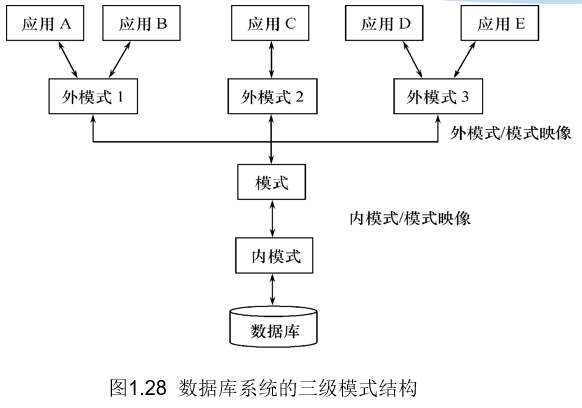 应用 A
应用 B
应用 C
应用 D
应用 E
外模式 1
外模式 2
外模式 3
外模式/模式映像
模式
内模式/模式映像
内模式
数据库
图1.28 数据库系统的三级模式结构